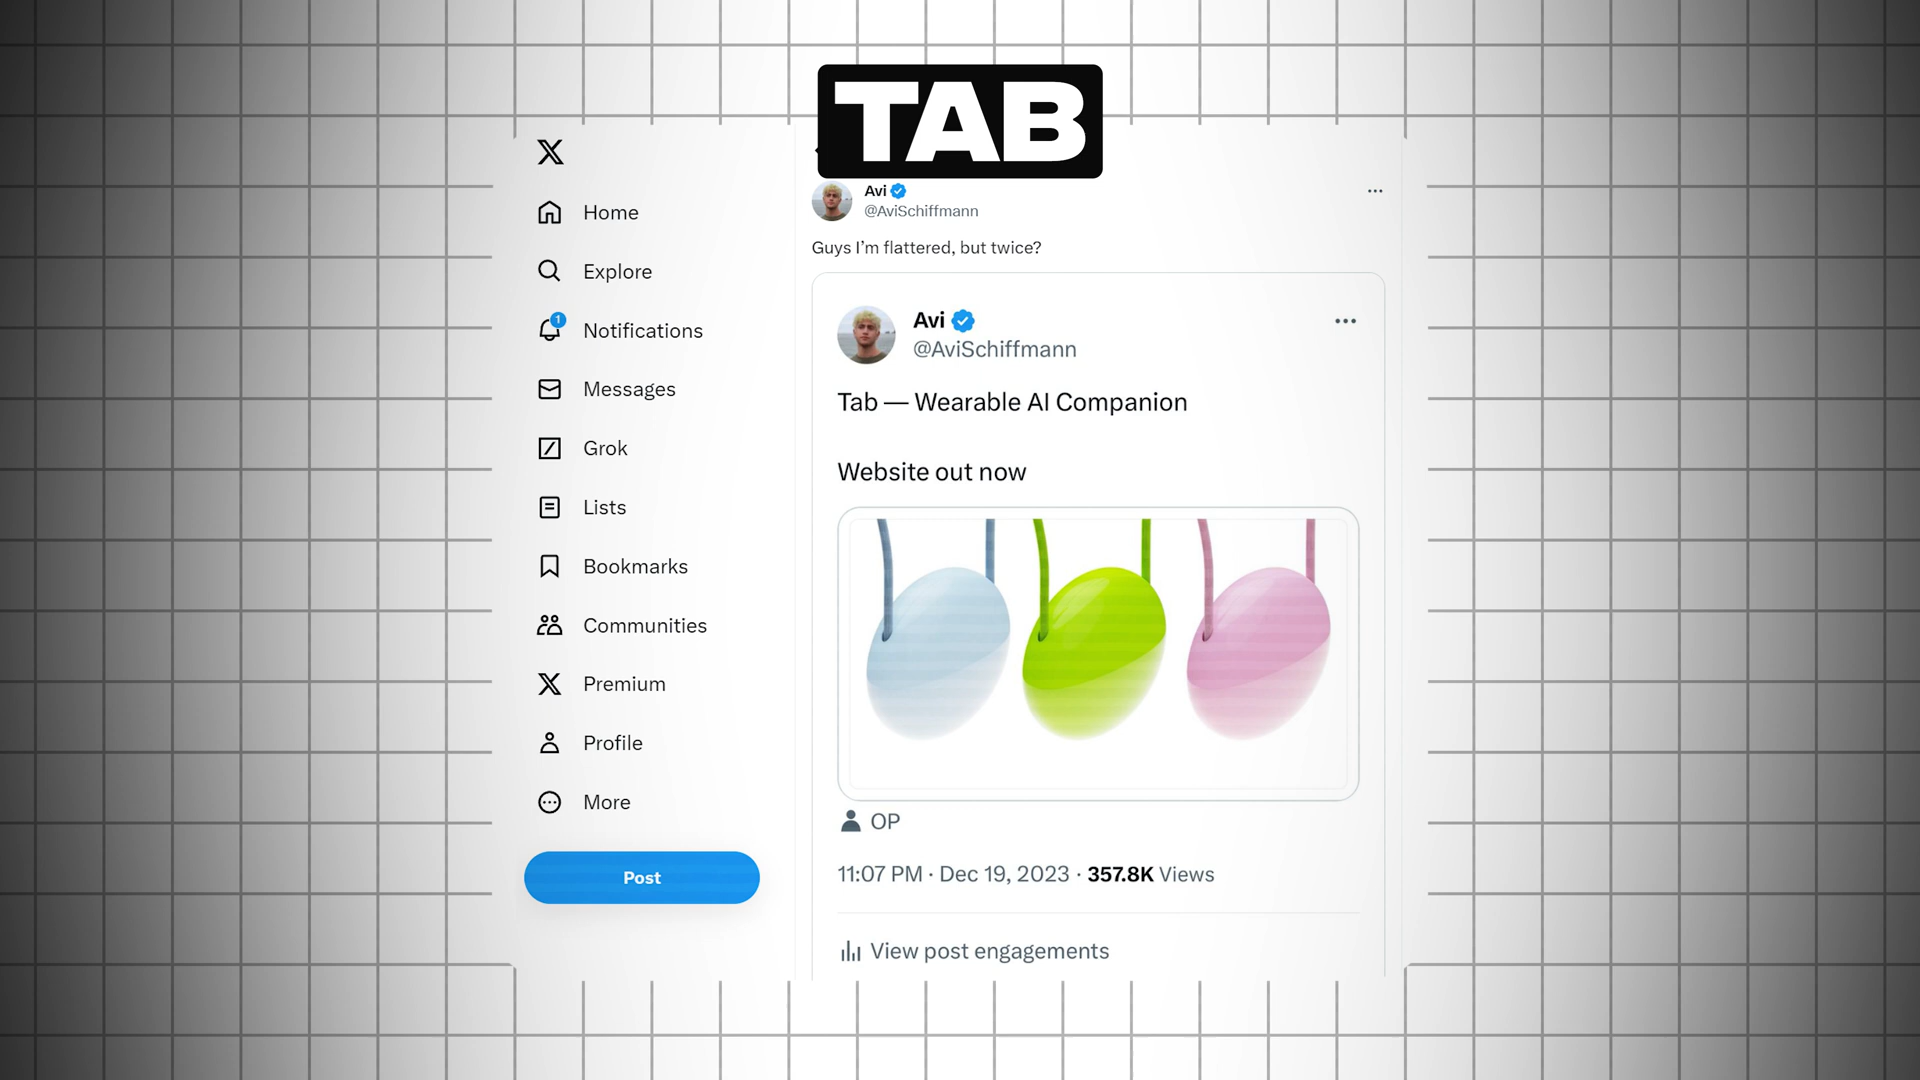 TAB
Home
Explore
1
Notifications
Messages
Grok
Lists
Bookmarks
Communities
Premium
Profile
More
Post
Avi
@AviSchiffmann
Guys I’m flattered, but twice?
Avi
@AviSchiffmann
Tab — Wearable AI Companion
Website out now
OP
11:07 PM · Dec 19, 2023 · 357.8K Views
View post engagements